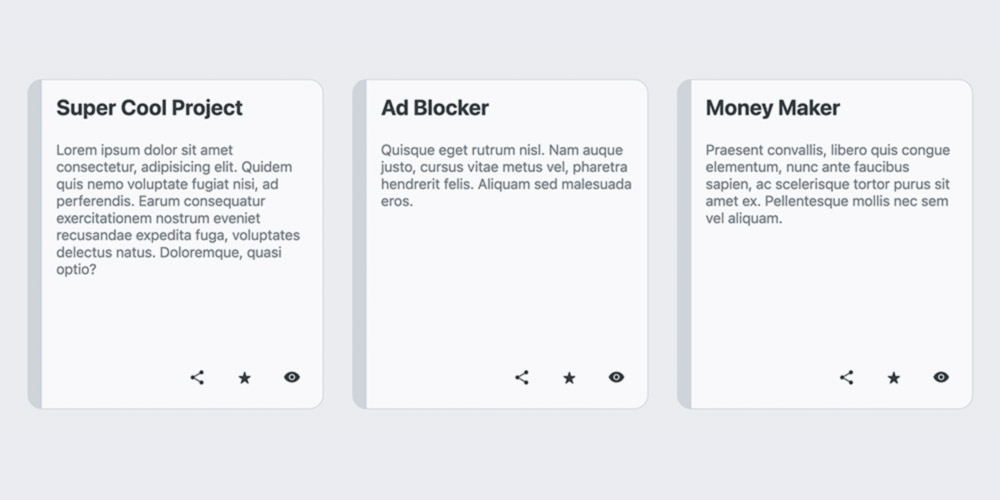 Super Cool Project
Lorem ipsum dolor sit amet
consectetur, adipisicing elit. Quidem
quis nemo voluptate fugiat nisi, ad
perferendis. Earum consequatur
exercitationem nostrum eveniet
recusandae expedita fuga, voluptates
delectus natus. Doloremque, quasi
optio?
Ad Blocker
Quisque eget rutrum nisl. Nam auque
justo, cursus vitae metus vel, pharetra
hendrerit felis. Aliquam sed malesuada
eros.
Money Maker
Praesent convallis, libero quis congue
elementum, nunc ante faucibus
sapien, ac scelerisque tortor purus sit
amet ex. Pellentesque mollis nec sem
vel aliquam.